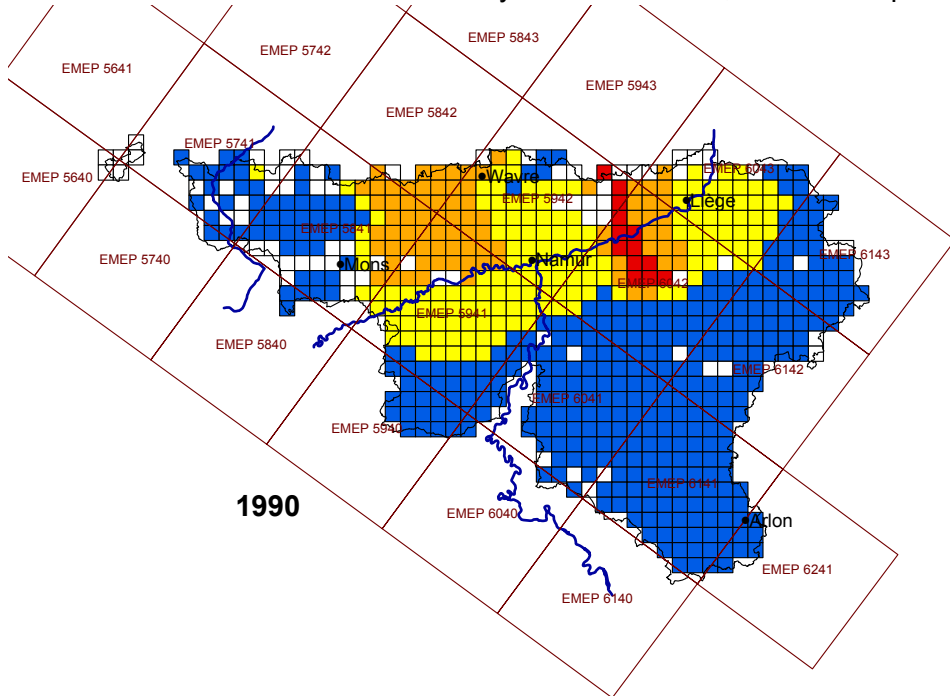 EMEP 5843
EMEP 5742
EMEP 5641
EMEP 5943
EMEP 5842
EMEP 5741
EMEP 6043
EMEP 5640
Wavre
EMEP 5942
Liège
EMEP 5841
EMEP 6143
EMEP 5740
Mons
Namur
EMEP 6042
EMEP 5941
EMEP 5840
EMEP 6142
EMEP 6041
EMEP 5940
EMEP 6141
1990
EMEP 6040
Arlon
EMEP 6241
EMEP 6140